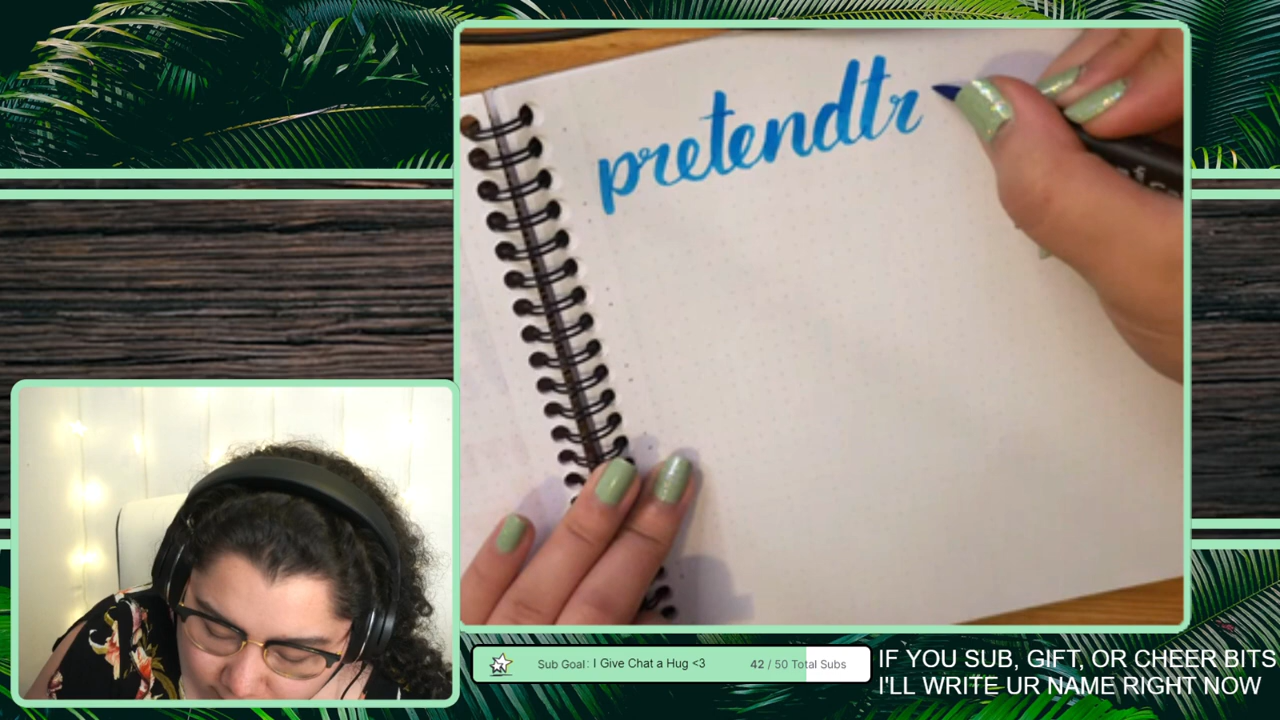 pretendtr
Sub Goal: I Give Chat a Hug <3
42 / 50 Total Subs
IF YOU SUB, GIFT, OR CHEER BITS
I'LL WRITE UR NAME RIGHT NOW